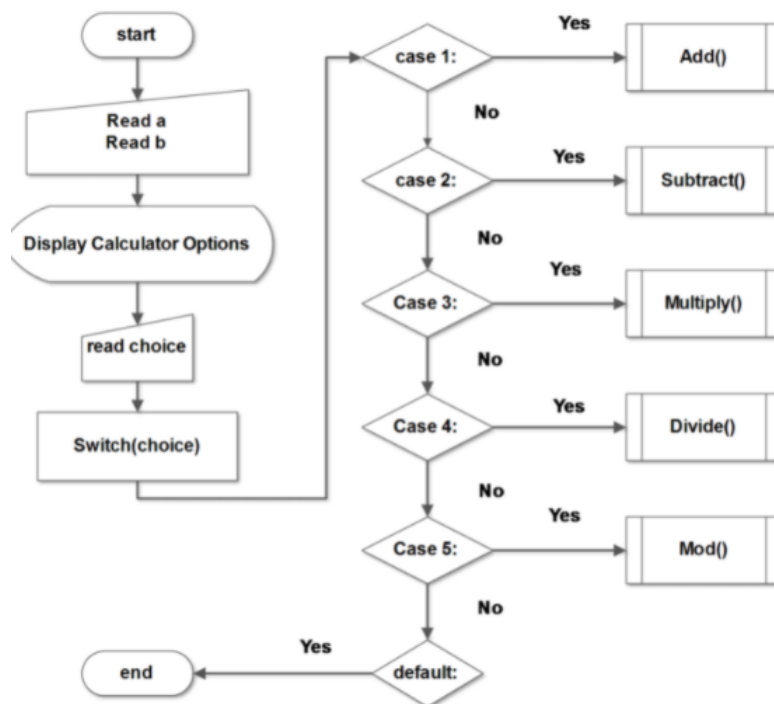 start
Read a
Read b
Display Calculator Options
read choice
Switch(choice)
case 1:
Yes
Add()
No
case 2:
Yes
Subtract()
No
Case 3:
Yes
Multiply()
No
Case 4:
Yes
Divide()
No
Case 5:
Yes
Mod()
No
default:
Yes
end